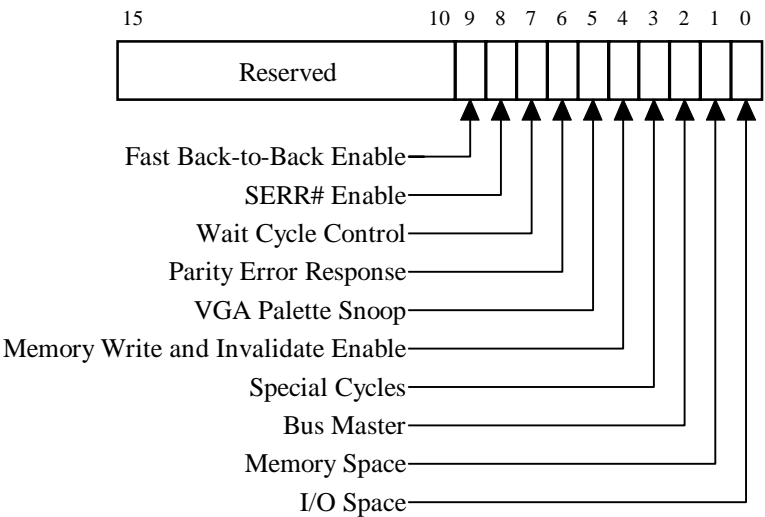 15 10 9 8 7 6 5 4 3 2 1 0
Reserved
Fast Back-to-Back Enable
SERR# Enable
Wait Cycle Control
Parity Error Response
VGA Palette Snoop
Memory Write and Invalidate Enable
Special Cycles
Bus Master
Memory Space
I/O Space